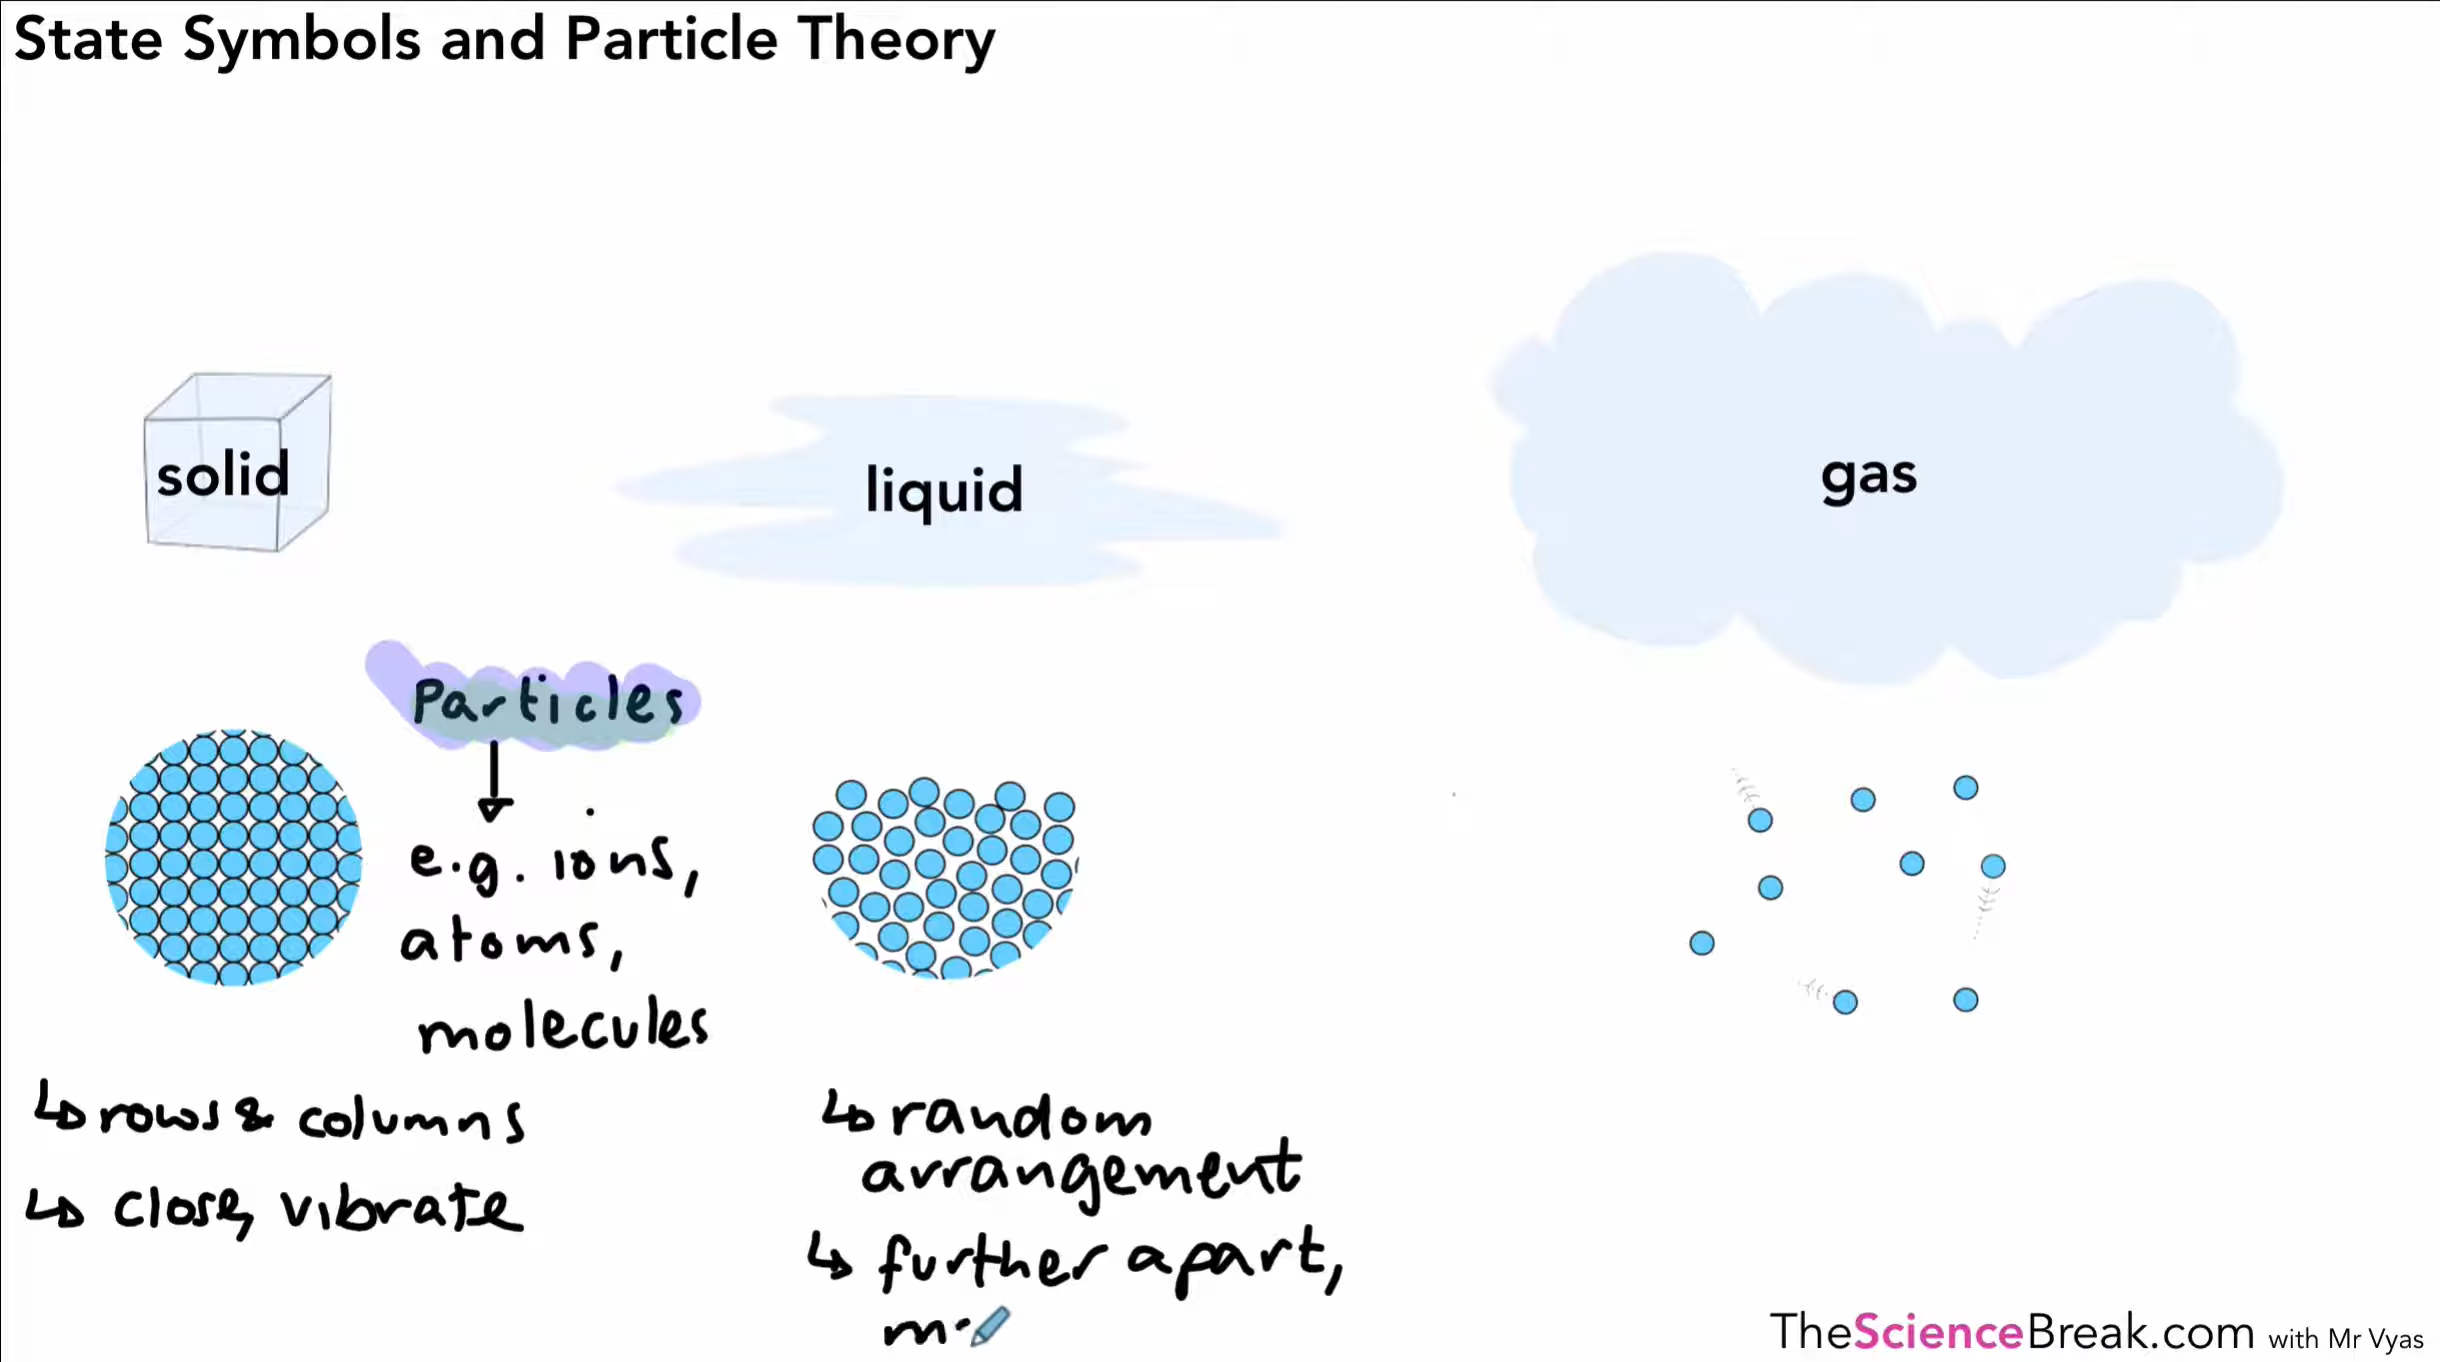 State Symbols and Particle Theory
solid
liquid
gas
Particles
e.g. ions,
atoms,
molecules
↳ rows & columns
↳ close, vibrate
↳ random
arrangement
↳ further apart,
TheScienceBreak.com with Mr Vyas